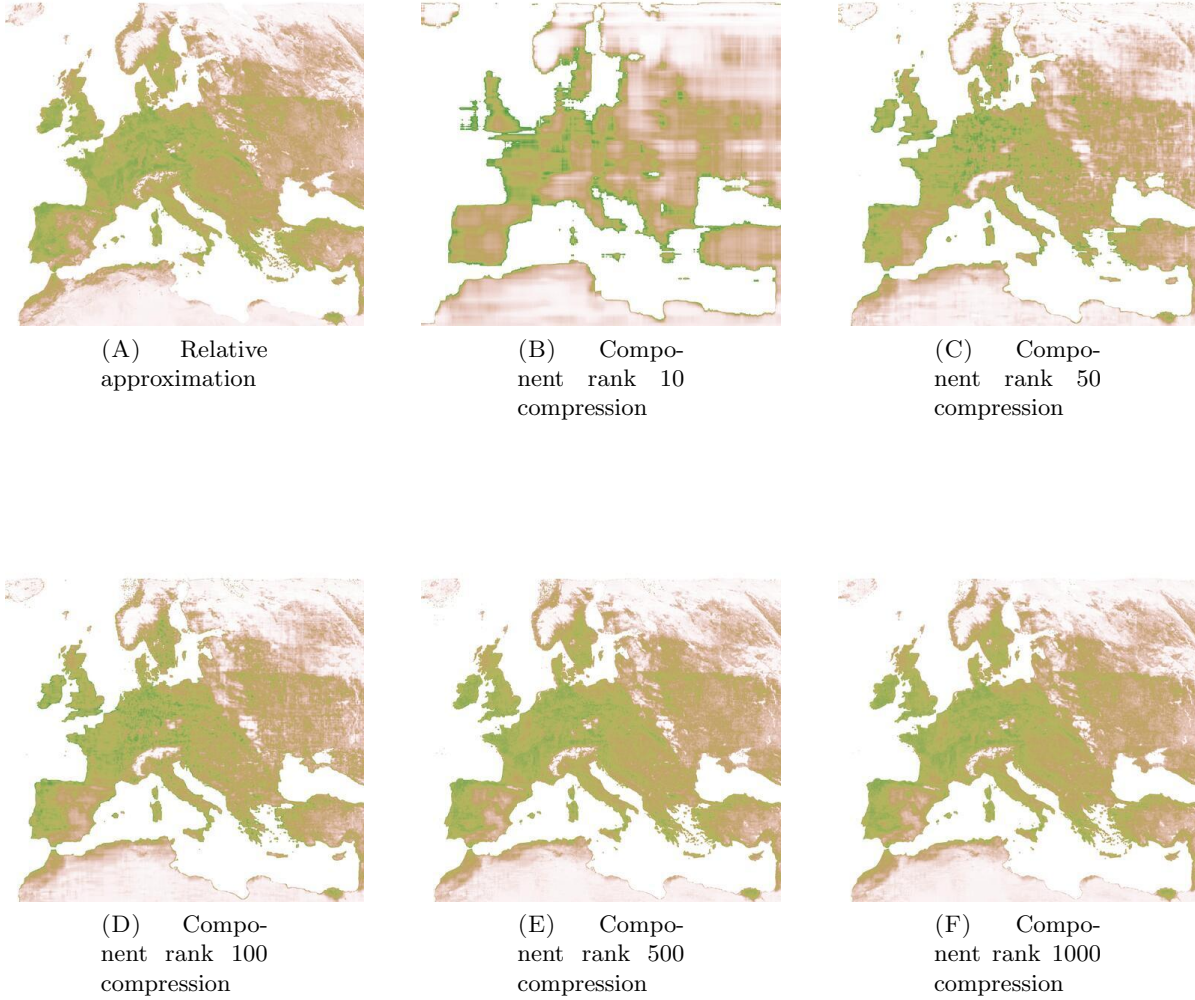 (A) Relative
approximation
(B) Compo-
nent rank 10
compression
(C) Compo-
nent rank 50
compression
(D) Compo-
nent rank 100
compression
(E) Compo-
nent rank 500
compression
(F) Compo-
nent rank 1000
compression